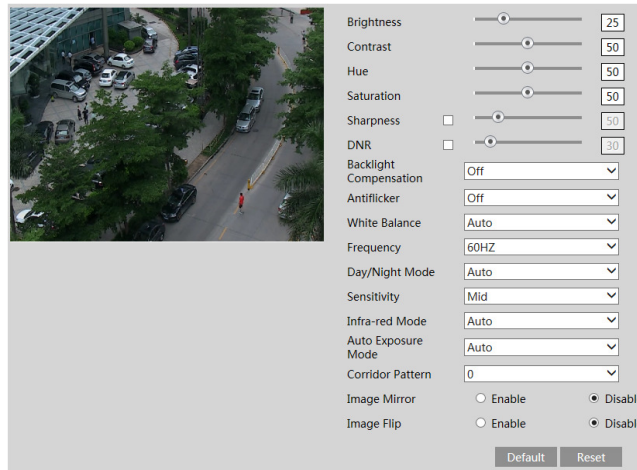 Brightness 25
Contrast 50
Hue 50
Saturation 50
Sharpness 50
DNR 30
Backlight
Compensation Off
Antiflicker Off
White Balance Auto
Frequency 60HZ
Day/Night Mode Auto
Sensitivity Mid
Infra-red Mode Auto
Auto Exposure
Mode Auto
Corridor Pattern 0
Image Mirror Enable Disabl
Image Flip Enable Disabl
Default Reset